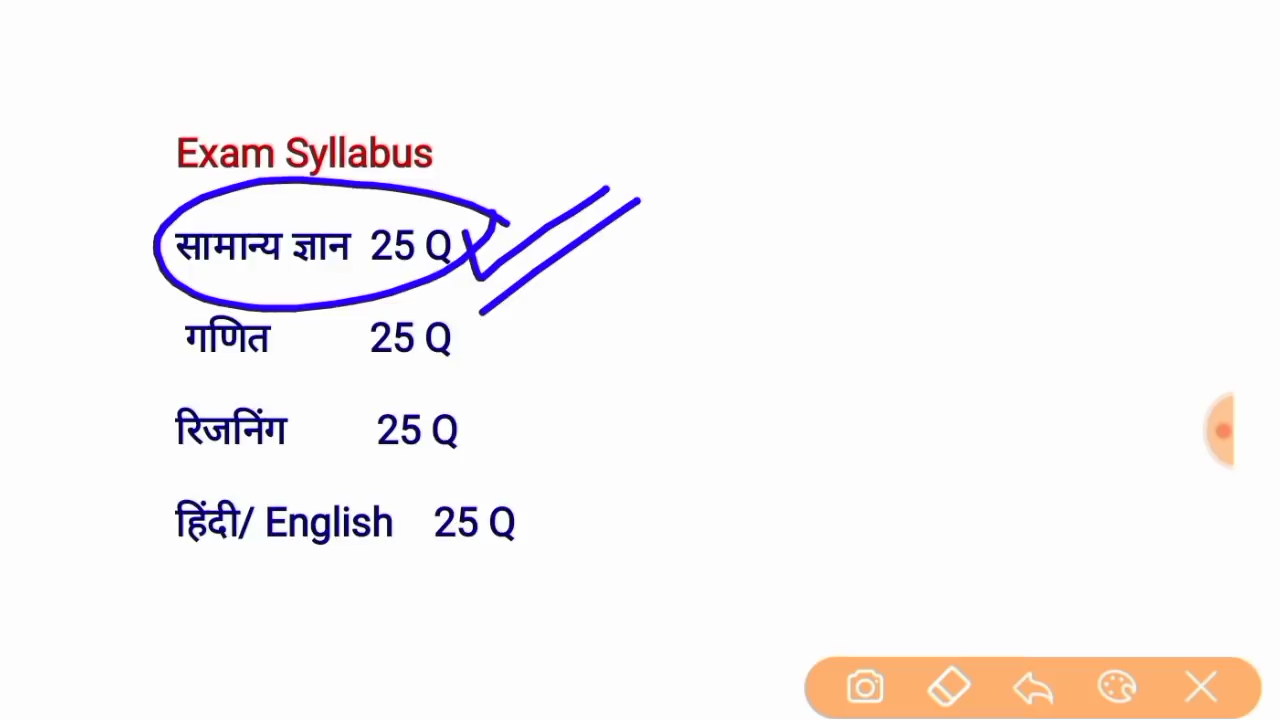 Exam Syllabus
सामान्य ज्ञान 25 Q
गणित 25 Q
रिजनिंग 25 Q
हिंदी/ English 25 Q